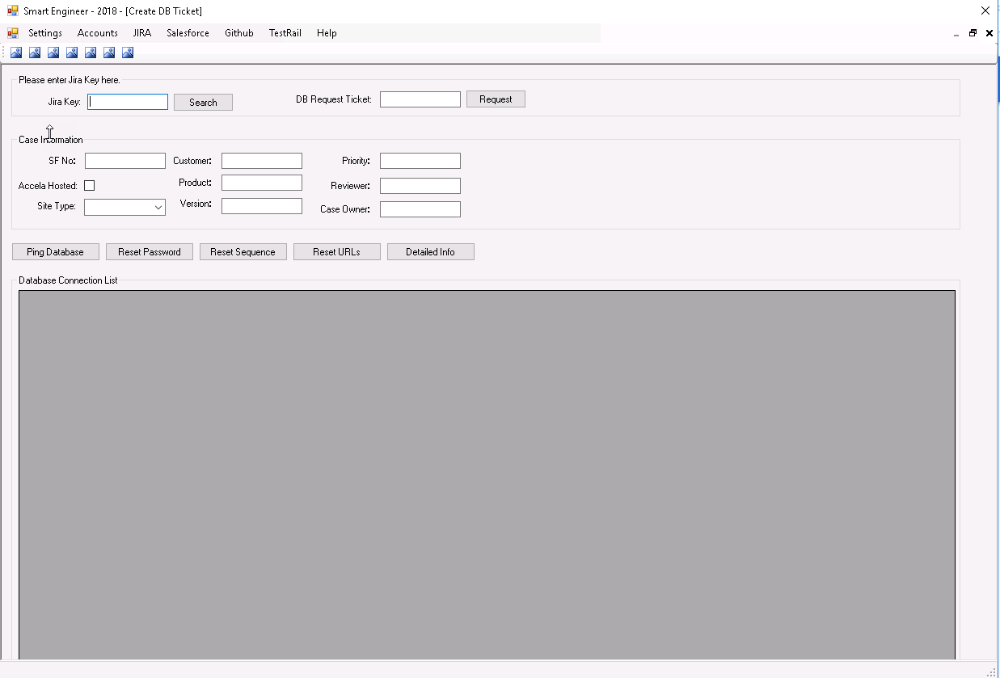 Smart Engineer - 2018 - [Create DB Ticket]
Settings Accounts JIRA Salesforce Github TestRail Help
Please enter Jira Key here.
Jira Key: Search DB Request Ticket: Request
Case Information
SF No: Customer: Priority:
Accela Hosted: Product: Reviewer:
Site Type: Version: Case Owner:
Ping Database Reset Password Reset Sequence Reset URLs Detailed Info
Database Connection List